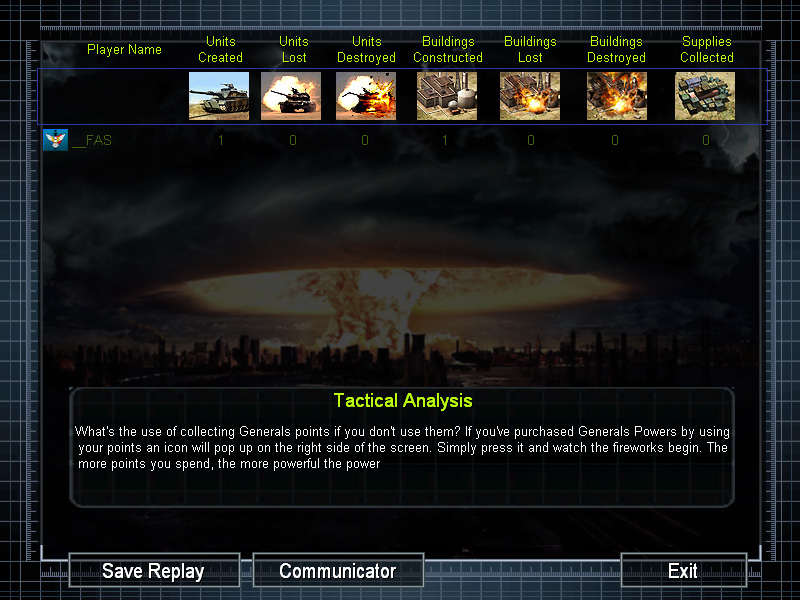 Player Name
Units Created
Units Lost
Units Destroyed
Buildings Constructed
Buildings Lost
Buildings Destroyed
Supplies Collected
__FAS 1 0 0 1 0 0 0
Tactical Analysis
What's the use of collecting Generals points if you don't use them? If you've purchased Generals Powers by using
your points an icon will pop up on the right side of the screen. Simply press it and watch the fireworks begin. The
more points you spend, the more powerful the power
Save Replay
Communicator
Exit